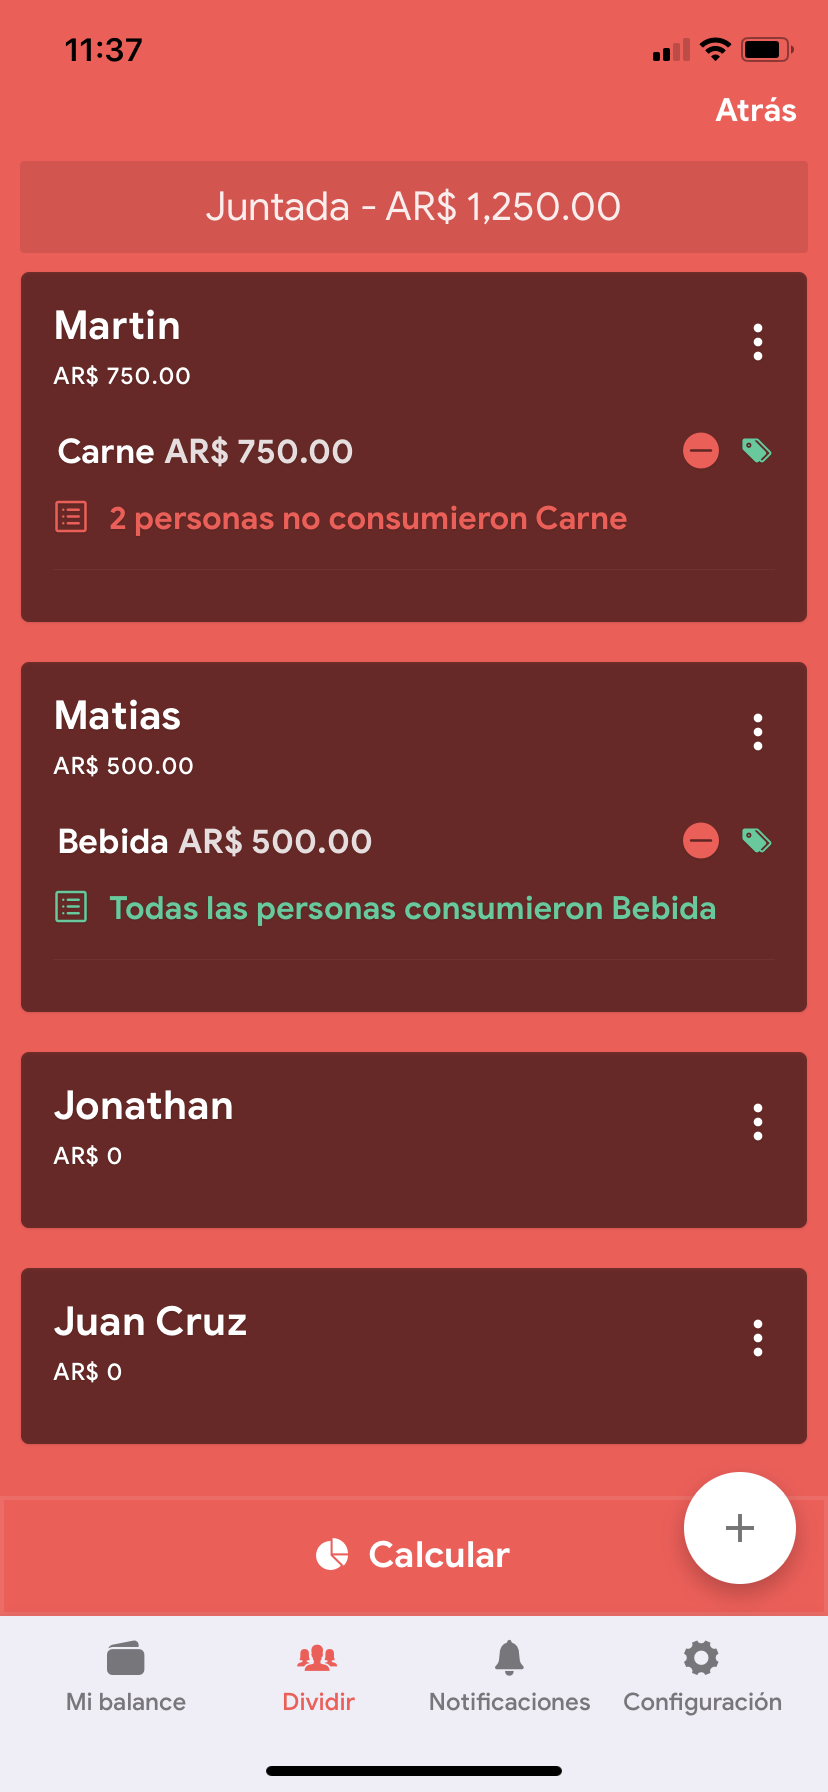 11:37
Atrás
Juntada - AR$ 1,250.00
Martin
AR$ 750.00
Carne AR$ 750.00
2 personas no consumieron Carne
Matias
AR$ 500.00
Bebida AR$ 500.00
Todas las personas consumieron Bebida
Jonathan
AR$ 0
Juan Cruz
AR$ 0
Calcular
Mi balance
Dividir
Notificaciones
Configuración